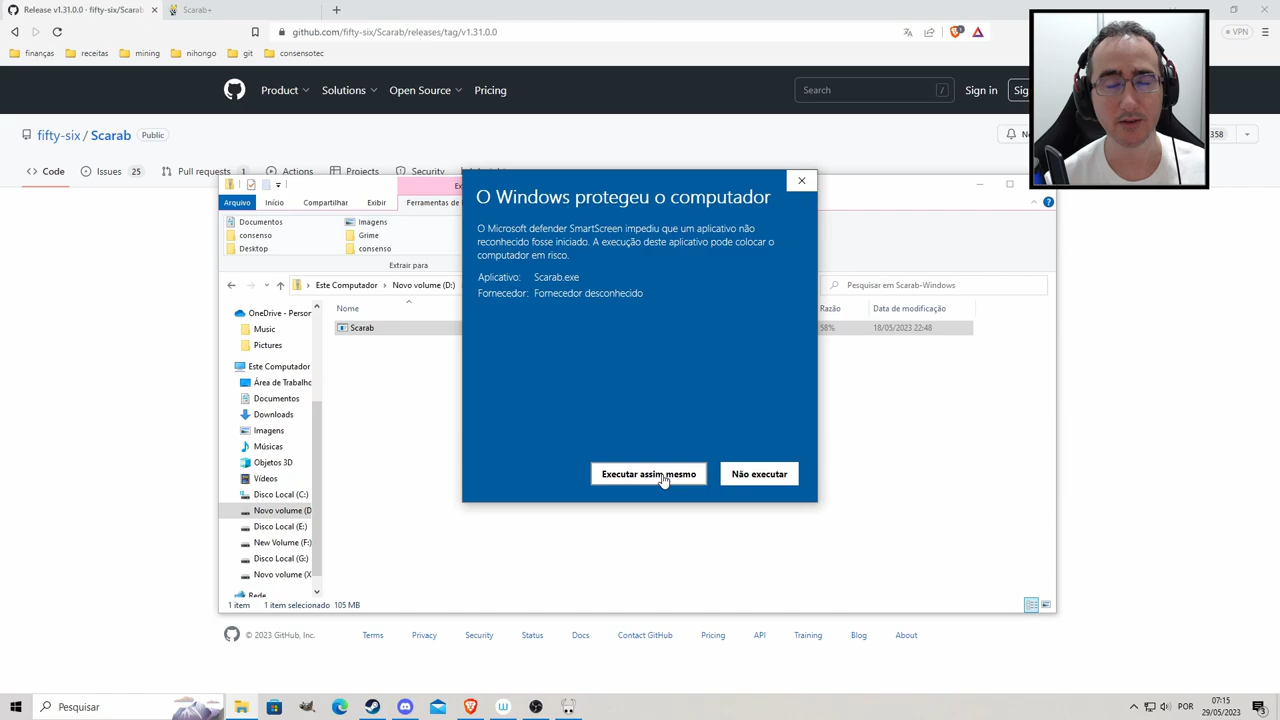 Release v1.31.0.0 · fifty-six/Scarab
Scarab+
github.com/fifty-six/Scarab/releases/tag/v1.31.0.0
VPN
finanças
receitas
mining
nihongo
git
consensotec
Product
Solutions
Open Source
Pricing
Search
/
Sign in
fifty-six / Scarab
Public
358
Code
Issues 25
Pull requests 1
Actions
Projects
Security
Arquivo
Início
Compartilhar
Exibir
Documentos
Imagens
consenso
Grime
Desktop
consenso
Extrair para
Este Computador
Novo volume (D:)
Pesquisar em Scarab-Windows
Nome
Razão
Data de modificação
Scarab
58%
18/05/2023 22:48
O Windows protegeu o computador
O Microsoft defender SmartScreen impediu que um aplicativo não
reconhecido fosse iniciado. A execução deste aplicativo pode colocar o
computador em risco.
Aplicativo: Scarab.exe
Fornecedor: Fornecedor desconhecido
Executar assim mesmo
Não executar
OneDrive - Person
Music
Pictures
Este Computador
Área de Trabalho
Documentos
Downloads
Imagens
Músicas
Objetos 3D
Vídeos
Disco Local (C:)
Novo volume (D
Disco Local (E:)
New Volume (F:)
Disco Local (G:)
Novo volume (X
Rede
1 item
1 item selecionado 105 MB
© 2023 GitHub, Inc.
Terms
Privacy
Security
Status
Docs
Contact GitHub
Pricing
API
Training
Blog
About
Pesquisar
POR
07:15
29/05/2023
3